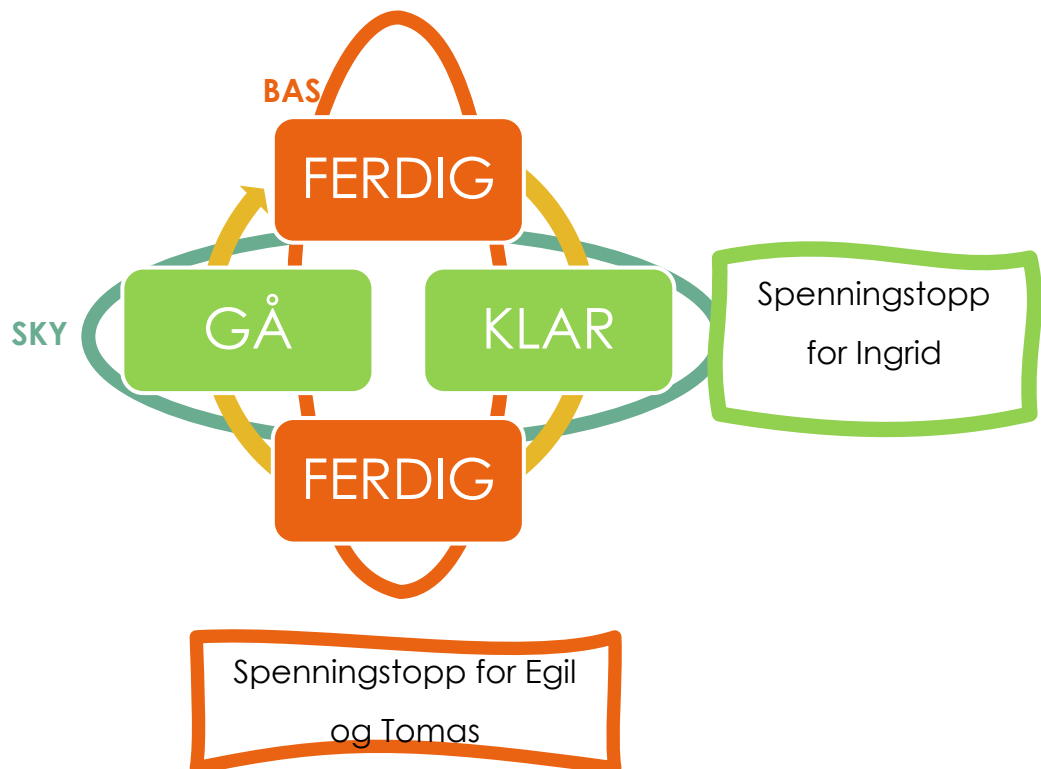 BAS
FERDIG
SKY
GÅ
KLAR
Spenningstopp
for Ingrid
FERDIG
Spenningstopp for Egil
og Tomas